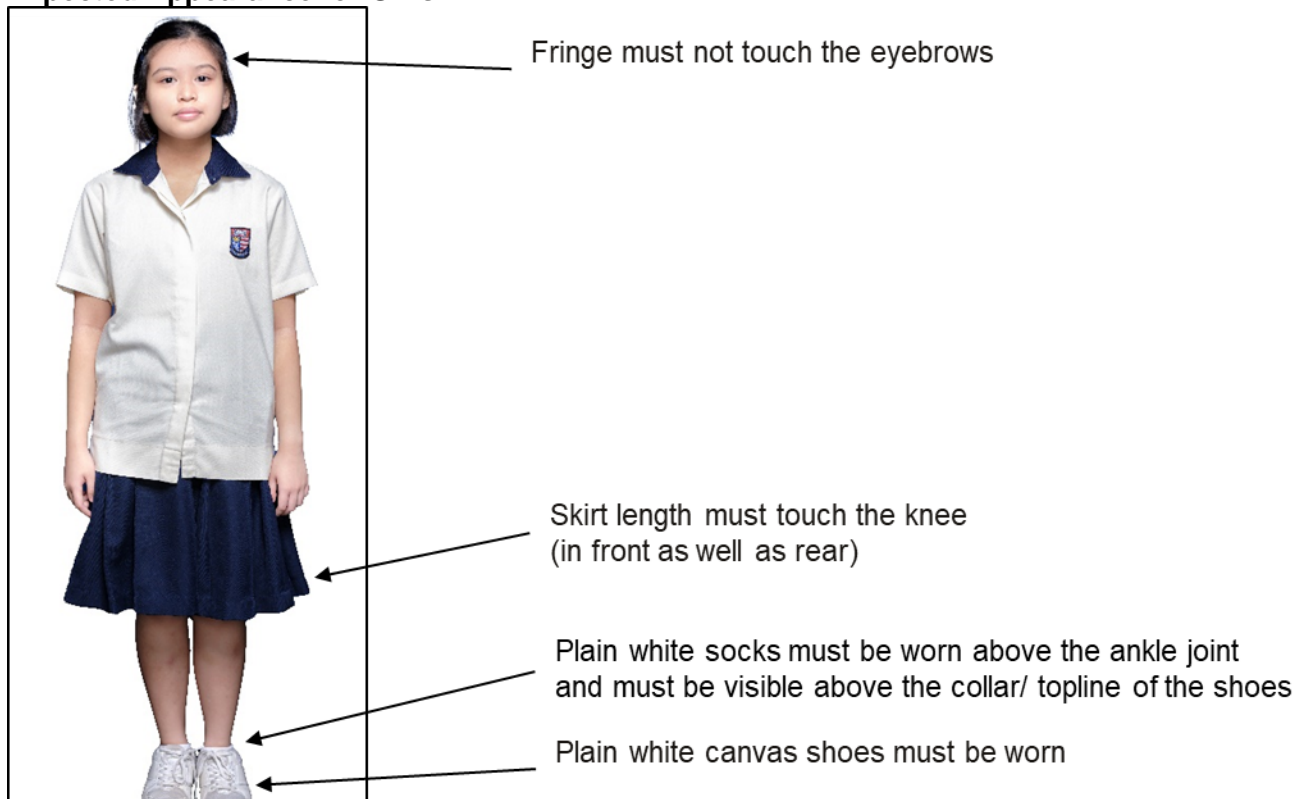 Fringe must not touch the eyebrows
Skirt length must touch the knee
(in front as well as rear)
Plain white socks must be worn above the ankle joint
and must be visible above the collar/ topline of the shoes
Plain white canvas shoes must be worn